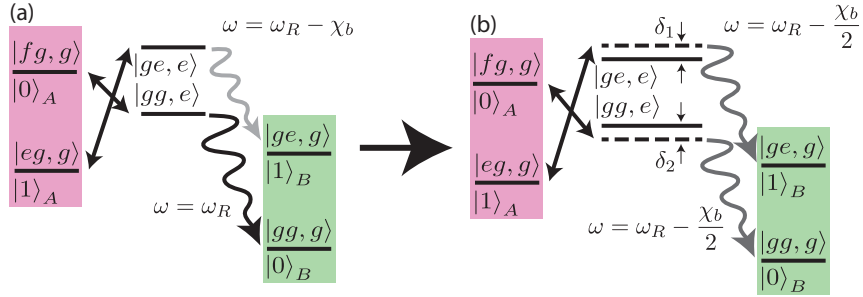 (a)
ω = ω_R − χ_b
|fg, g⟩
|0⟩_A
|ge, e⟩
|gg, e⟩
|eg, g⟩
|1⟩_A
|ge, g⟩
|1⟩_B
ω = ω_R
|gg, g⟩
|0⟩_B
(b)
δ_1
ω = ω_R − χ_b/2
|fg, g⟩
|0⟩_A
|ge, e⟩
|gg, e⟩
|eg, g⟩
|1⟩_A
δ_2
|ge, g⟩
|1⟩_B
ω = ω_R − χ_b/2
|gg, g⟩
|0⟩_B